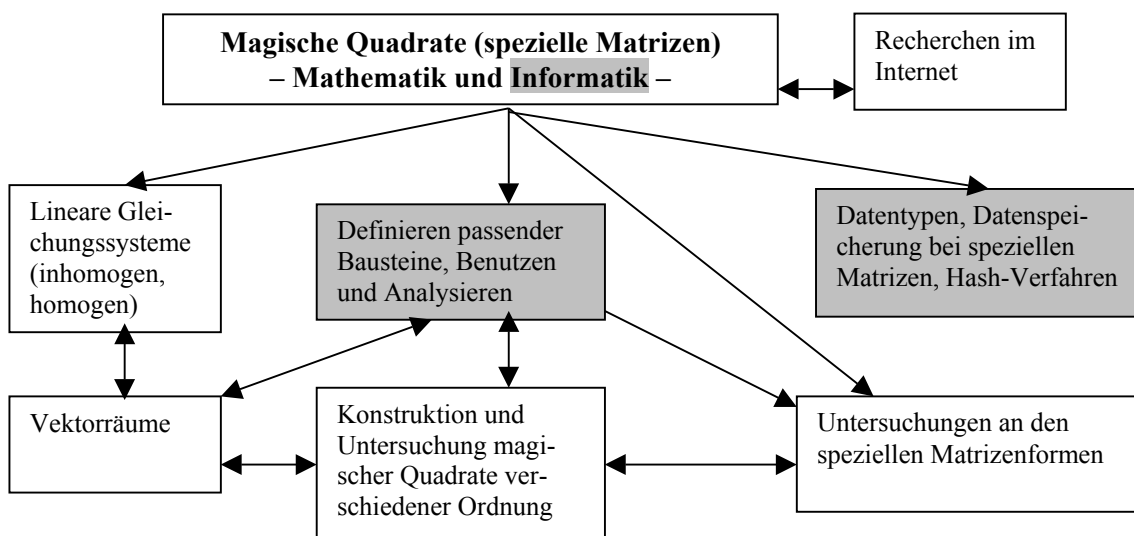 Magische Quadrate (spezielle Matrizen)
– Mathematik und Informatik –
Recherchen im
Internet
Lineare Glei-
chungssysteme
(inhomogen,
homogen)
Definieren passender
Bausteine, Benutzen
und Analysieren
Datentypen, Datenspei-
cherung bei speziellen
Matrizen, Hash-Verfahren
Vektorräume
Konstruktion und
Untersuchung magi-
scher Quadrate ver-
schiedener Ordnung
Untersuchungen an den
speziellen Matrizenformen